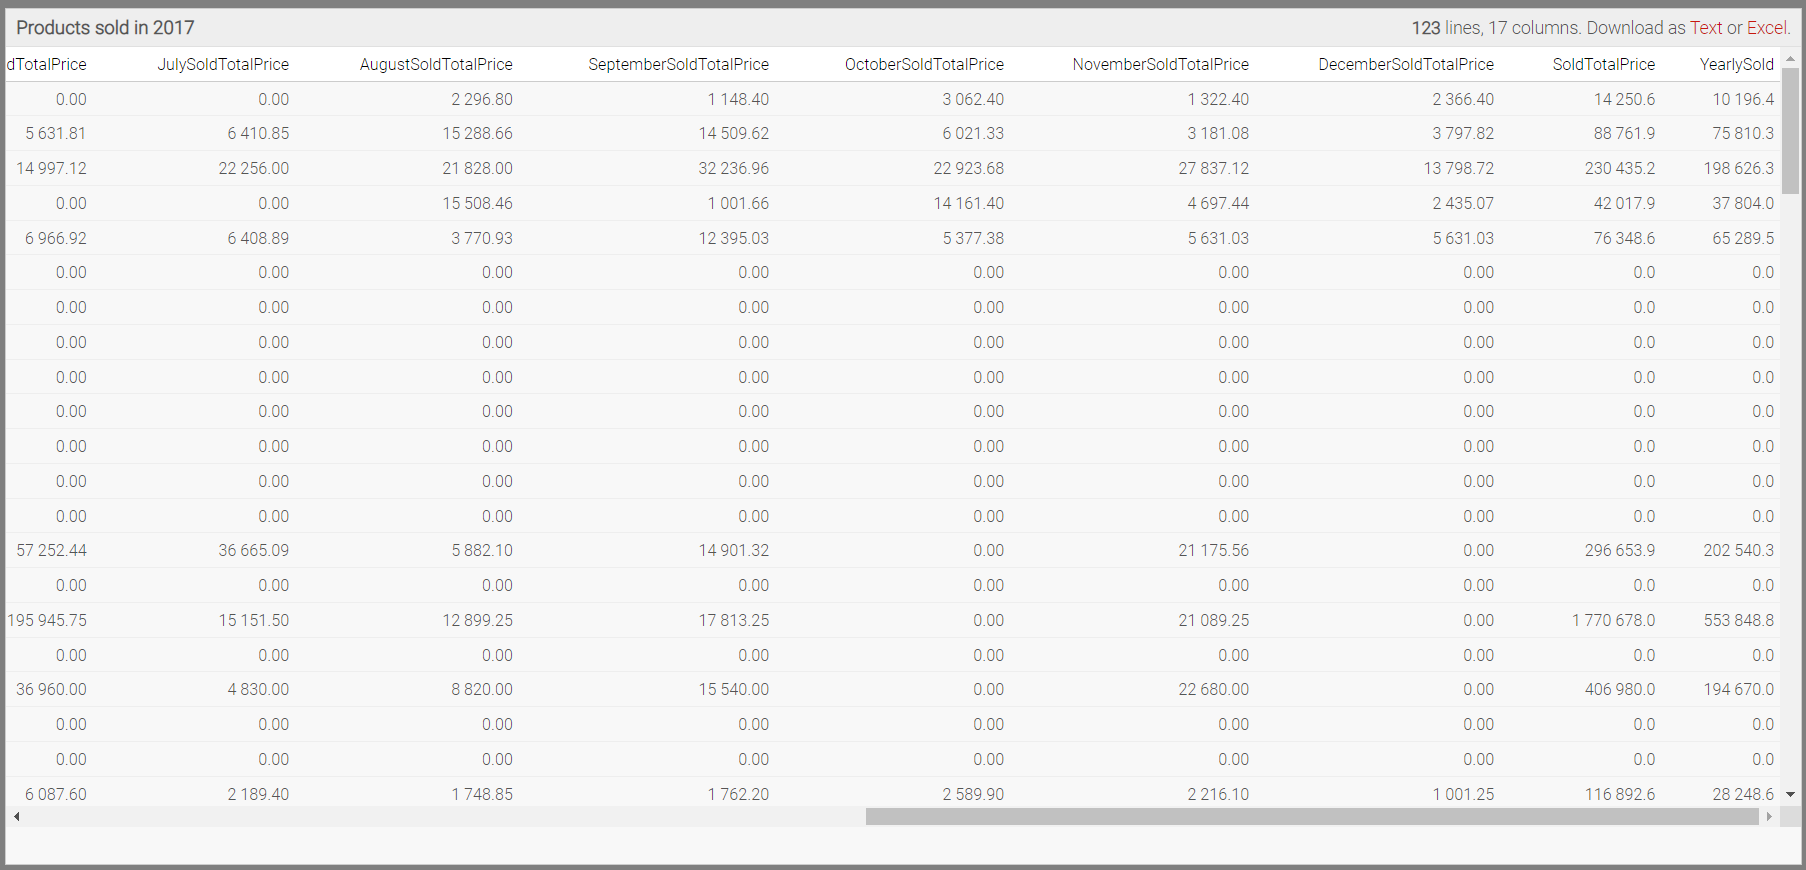 Products sold in 2017 123 lines, 17 columns. Download as Text or Excel.
dTotalPrice JulySoldTotalPrice AugustSoldTotalPrice SeptemberSoldTotalPrice OctoberSoldTotalPrice NovemberSoldTotalPrice DecemberSoldTotalPrice SoldTotalPrice YearlySold
0.00 0.00 2 296.80 1 148.40 3 062.40 1 322.40 2 366.40 14 250.6 10 196.4
5 631.81 6 410.85 15 288.66 14 509.62 6 021.33 3 181.08 3 797.82 88 761.9 75 810.3
14 997.12 22 256.00 21 828.00 32 236.96 22 923.68 27 837.12 13 798.72 230 435.2 198 626.3
0.00 0.00 15 508.46 1 001.66 14 161.40 4 697.44 2 435.07 42 017.9 37 804.0
6 966.92 6 408.89 3 770.93 12 395.03 5 377.38 5 631.03 5 631.03 76 348.6 65 289.5
0.00 0.00 0.00 0.00 0.00 0.00 0.00 0.0 0.0
0.00 0.00 0.00 0.00 0.00 0.00 0.00 0.0 0.0
0.00 0.00 0.00 0.00 0.00 0.00 0.00 0.0 0.0
0.00 0.00 0.00 0.00 0.00 0.00 0.00 0.0 0.0
0.00 0.00 0.00 0.00 0.00 0.00 0.00 0.0 0.0
0.00 0.00 0.00 0.00 0.00 0.00 0.00 0.0 0.0
0.00 0.00 0.00 0.00 0.00 0.00 0.00 0.0 0.0
0.00 0.00 0.00 0.00 0.00 0.00 0.00 0.0 0.0
57 252.44 36 665.09 5 882.10 14 901.32 0.00 21 175.56 0.00 296 653.9 202 540.3
0.00 0.00 0.00 0.00 0.00 0.00 0.00 0.0 0.0
195 945.75 15 151.50 12 899.25 17 813.25 0.00 21 089.25 0.00 1 770 678.0 553 848.8
0.00 0.00 0.00 0.00 0.00 0.00 0.00 0.0 0.0
36 960.00 4 830.00 8 820.00 15 540.00 0.00 22 680.00 0.00 406 980.0 194 670.0
0.00 0.00 0.00 0.00 0.00 0.00 0.00 0.0 0.0
0.00 0.00 0.00 0.00 0.00 0.00 0.00 0.0 0.0
6 087.60 2 189.40 1 748.85 1 762.20 2 589.90 2 216.10 1 001.25 116 892.6 28 248.6